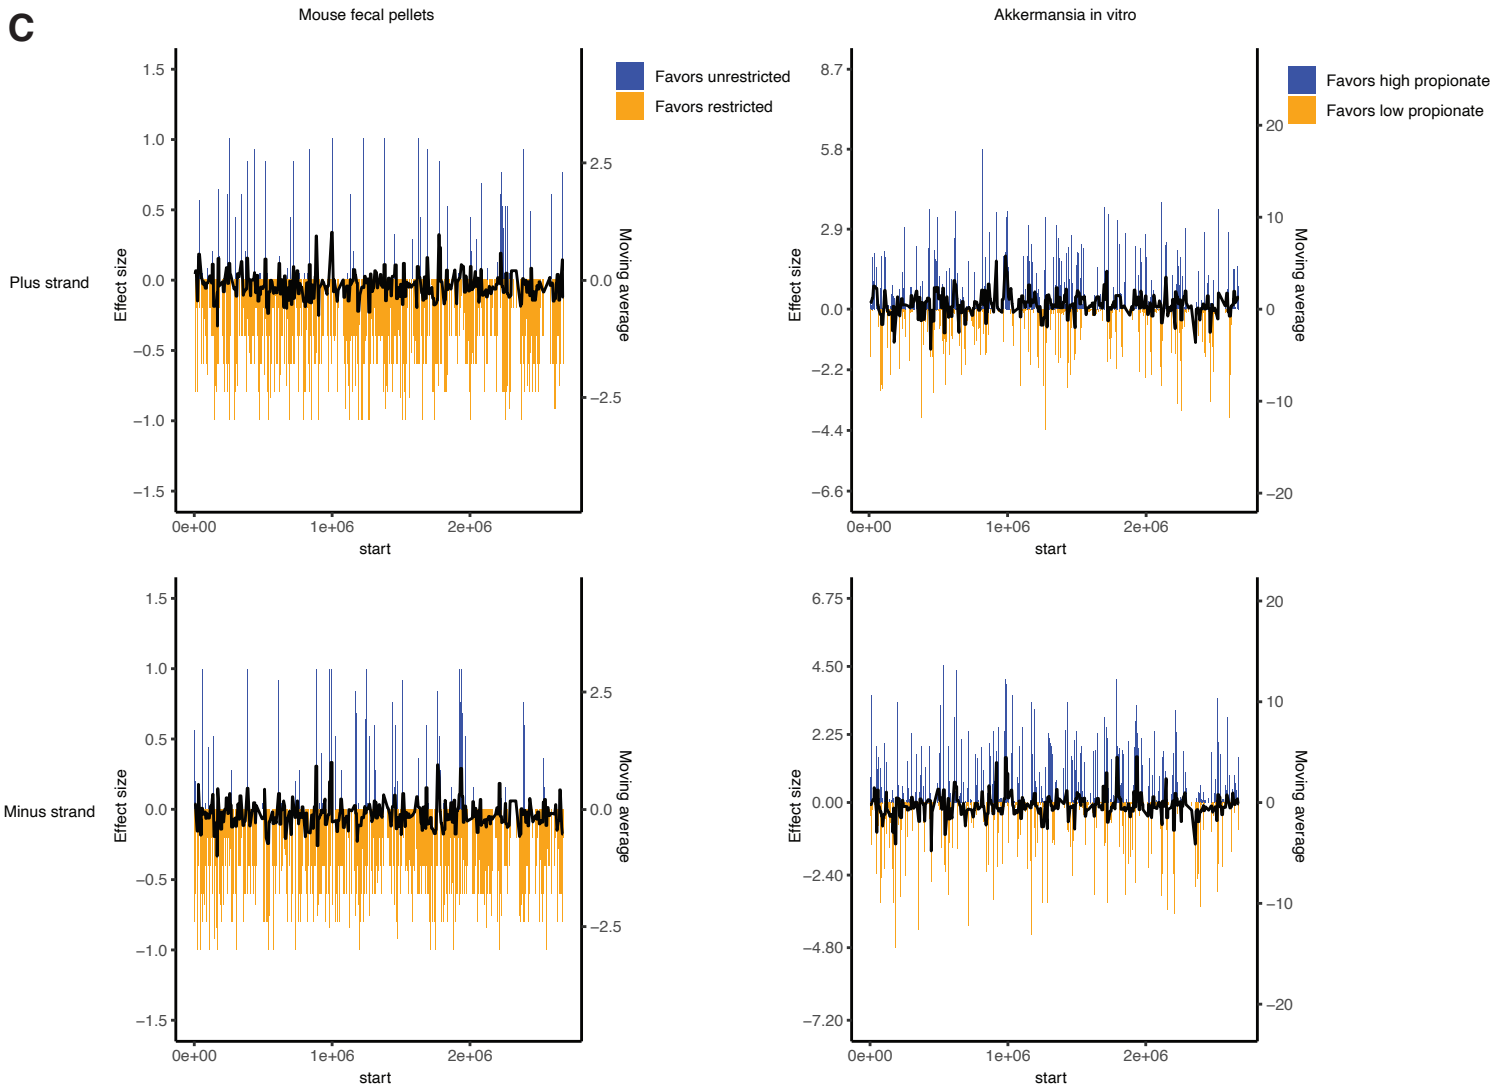 C
Mouse fecal pellets
Akkermansia in vitro
Plus strand
Effect size
1.5
1.0
0.5
0.0
−0.5
−1.0
−1.5
2.5
0.0
−2.5
Moving average
0e+00 1e+06 2e+06
start
Favors unrestricted
Favors restricted
Effect size
8.7
5.8
2.9
0.0
−2.2
−4.4
−6.6
20
10
0
−10
−20
Moving average
0e+00 1e+06 2e+06
start
Favors high propionate
Favors low propionate
Minus strand
Effect size
1.5
1.0
0.5
0.0
−0.5
−1.0
−1.5
2.5
0.0
−2.5
Moving average
0e+00 1e+06 2e+06
start
Effect size
6.75
4.50
2.25
0.00
−2.40
−4.80
−7.20
20
10
0
−10
−20
Moving average
0e+00 1e+06 2e+06
start